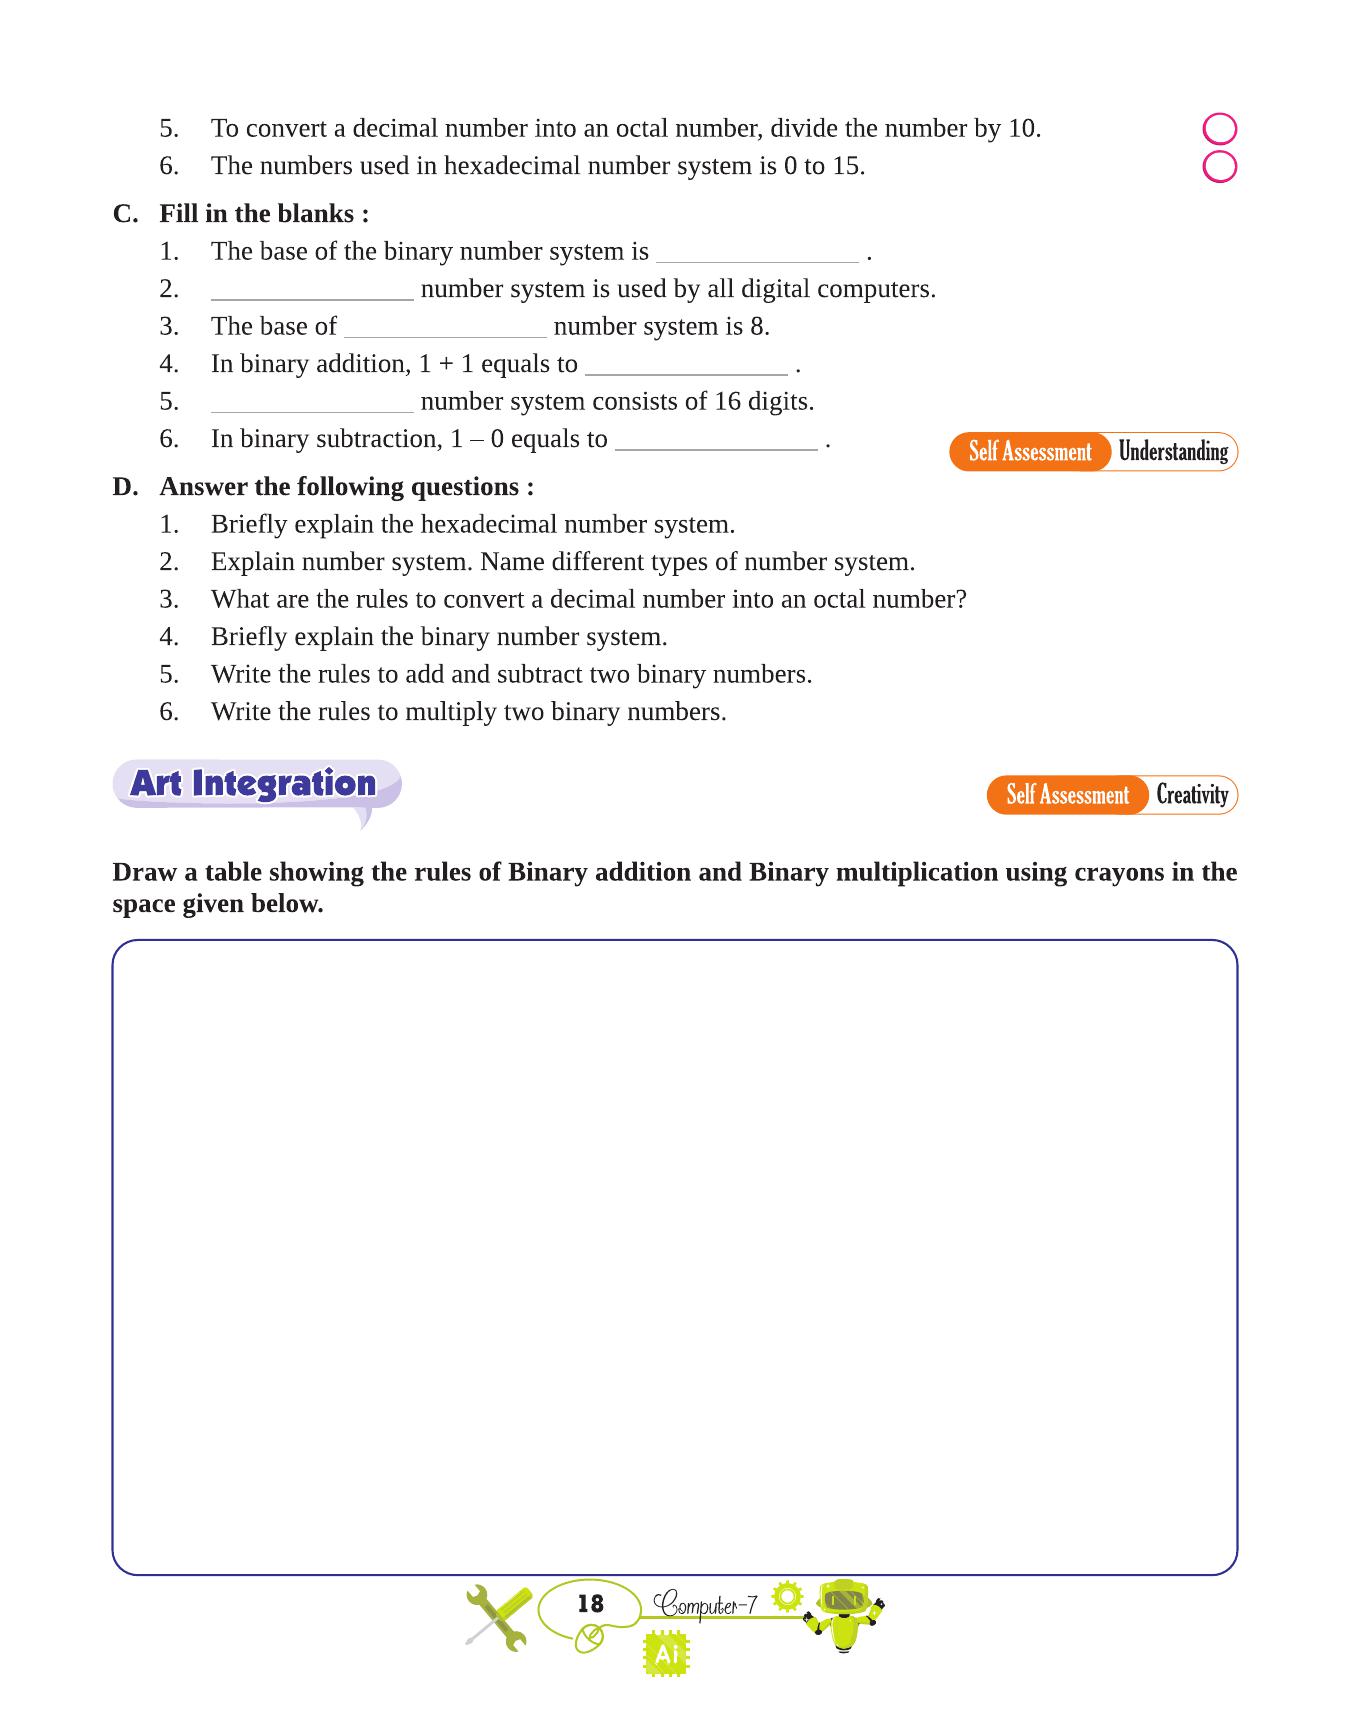 5. To convert a decimal number into an octal number, divide the number by 10.
6. The numbers used in hexadecimal number system is 0 to 15.
C. Fill in the blanks :
1. The base of the binary number system is _______________ .
2. _______________ number system is used by all digital computers.
3. The base of _______________ number system is 8.
4. In binary addition, 1 + 1 equals to _______________ .
5. _______________ number system consists of 16 digits.
6. In binary subtraction, 1 – 0 equals to _______________ .
Self Assessment Understanding
D. Answer the following questions :
1. Briefly explain the hexadecimal number system.
2. Explain number system. Name different types of number system.
3. What are the rules to convert a decimal number into an octal number?
4. Briefly explain the binary number system.
5. Write the rules to add and subtract two binary numbers.
6. Write the rules to multiply two binary numbers.
Art Integration
Self Assessment Creativity
Draw a table showing the rules of Binary addition and Binary multiplication using crayons in the
space given below.
18 Computer-7
Ai